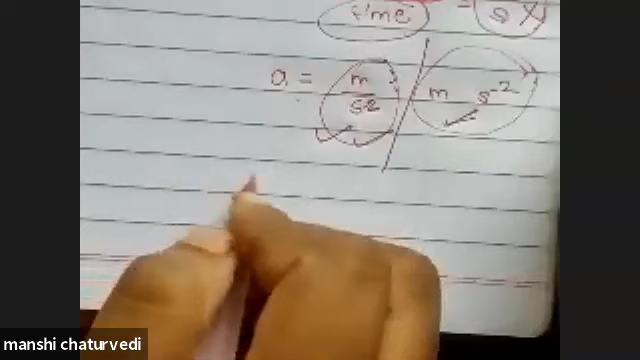 time = s
a = m/s² / m s⁻²
manshi chaturvedi